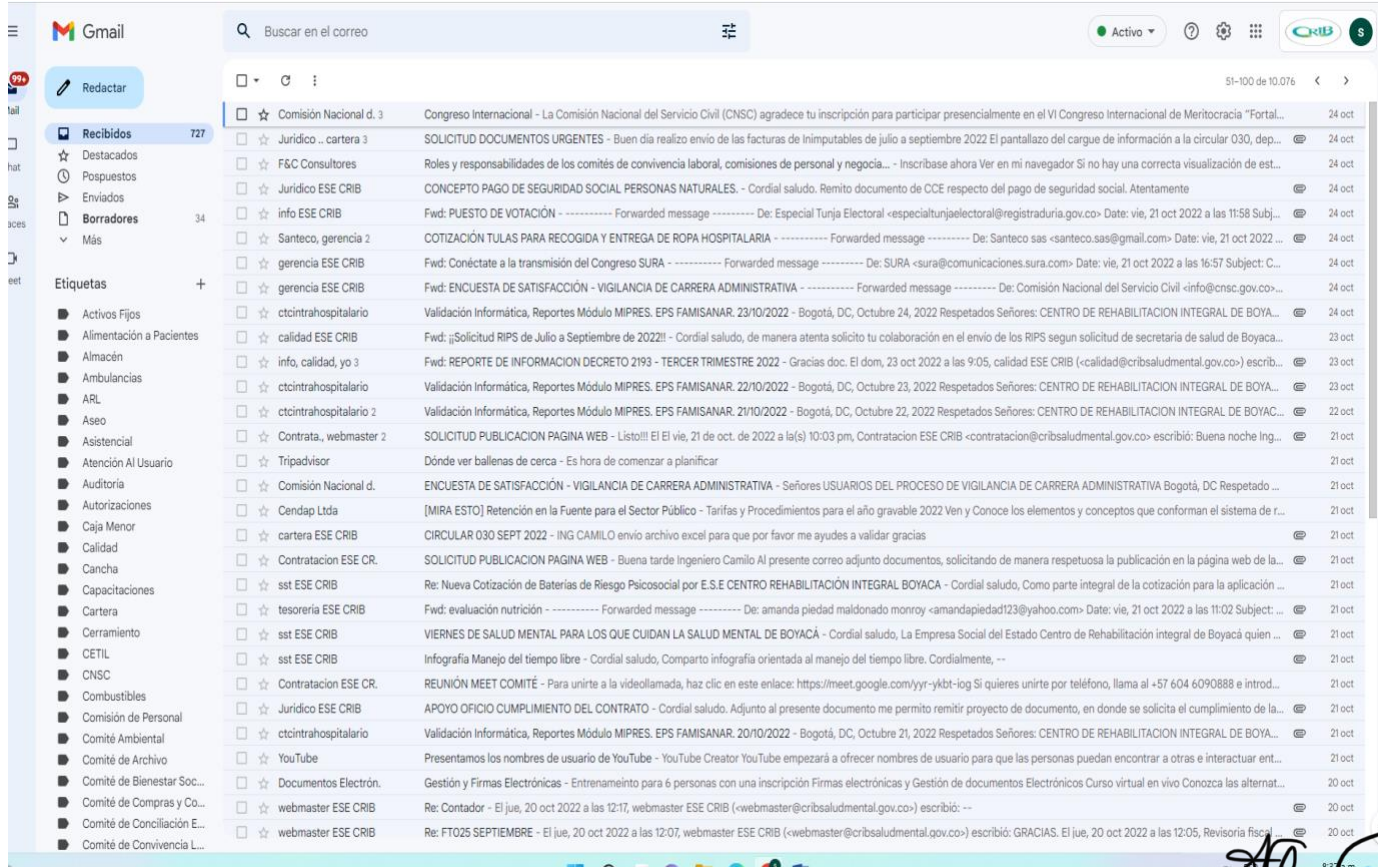 Gmail
Buscar en el correo
Activo
CRIB
S
99+
Redactar
51–100 de 10.076
Recibidos 727
Destacados
Pospuestos
Enviados
Borradores 34
Más
Etiquetas +
Activos Fijos
Alimentación a Pacientes
Almacén
Ambulancias
ARL
Aseo
Asistencial
Atención Al Usuario
Auditoría
Autorizaciones
Caja Menor
Calidad
Cancha
Capacitaciones
Cartera
Cerramiento
CETIL
CNSC
Combustibles
Comisión de Personal
Comité Ambiental
Comité de Archivo
Comité de Bienestar Soc...
Comité de Compras y Co...
Comité de Conciliación E...
Comité de Convivencia L...
Comisión Nacional d. 3 Congreso Internacional - La Comisión Nacional del Servicio Civil (CNSC) agradece tu inscripción para participar presencialmente en el VI Congreso Internacional de Meritocracia "Fortal... 24 oct
Juridico .. cartera 3 SOLICITUD DOCUMENTOS URGENTES - Buen día realizo envio de las facturas de Inimputables de julio a septiembre 2022 El pantallazo del cargue de información a la circular 030, dep... 24 oct
F&C Consultores Roles y responsabilidades de los comités de convivencia laboral, comisiones de personal y negocia... - Inscríbase ahora Ver en mi navegador Si no hay una correcta visualización de est... 24 oct
Juridico ESE CRIB CONCEPTO PAGO DE SEGURIDAD SOCIAL PERSONAS NATURALES. - Cordial saludo. Remito documento de CCE respecto del pago de seguridad social. Atentamente 24 oct
info ESE CRIB Fwd: PUESTO DE VOTACIÓN - ---------- Forwarded message --------- De: Especial Tunja Electoral <especialtunjaelectoral@registraduria.gov.co> Date: vie, 21 oct 2022 a las 11:58 Subj... 24 oct
Santeco, gerencia 2 COTIZACIÓN TULAS PARA RECOGIDA Y ENTREGA DE ROPA HOSPITALARIA - ---------- Forwarded message --------- De: Santeco sas <santeco.sas@gmail.com> Date: vie, 21 oct 2022 ... 24 oct
gerencia ESE CRIB Fwd: Conéctate a la transmisión del Congreso SURA - ---------- Forwarded message --------- De: SURA <sura@comunicaciones.sura.com> Date: vie, 21 oct 2022 a las 16:57 Subject: C... 24 oct
gerencia ESE CRIB Fwd: ENCUESTA DE SATISFACCIÓN - VIGILANCIA DE CARRERA ADMINISTRATIVA - ---------- Forwarded message --------- De: Comisión Nacional del Servicio Civil <info@cnsc.gov.co>... 24 oct
ctcintrahospitalario Validación Informática, Reportes Módulo MIPRES. EPS FAMISANAR. 23/10/2022 - Bogotá, DC, Octubre 24, 2022 Respetados Señores: CENTRO DE REHABILITACION INTEGRAL DE BOYA... 24 oct
calidad ESE CRIB Fwd: ¡¡Solicitud RIPS de Julio a Septiembre de 2022!! - Cordial saludo, de manera atenta solicito tu colaboración en el envio de los RIPS segun solicitud de secretaria de salud de Boyaca... 23 oct
info, calidad, yo 3 Fwd: REPORTE DE INFORMACION DECRETO 2193 - TERCER TRIMESTRE 2022 - Gracias doc. El dom, 23 oct 2022 a las 9:05, calidad ESE CRIB (<calidad@cribsaludmental.gov.co>) escrib... 23 oct
ctcintrahospitalario Validación Informática, Reportes Módulo MIPRES. EPS FAMISANAR. 22/10/2022 - Bogotá, DC, Octubre 23, 2022 Respetados Señores: CENTRO DE REHABILITACION INTEGRAL DE BOYA... 23 oct
ctcintrahospitalario 2 Validación Informática, Reportes Módulo MIPRES. EPS FAMISANAR. 21/10/2022 - Bogotá, DC, Octubre 22, 2022 Respetados Señores: CENTRO DE REHABILITACION INTEGRAL DE BOYAC... 22 oct
Contrata., webmaster 2 SOLICITUD PUBLICACION PAGINA WEB - Listo!!! El El vie, 21 de oct. de 2022 a la(s) 10:03 pm, Contratacion ESE CRIB <contratacion@cribsaludmental.gov.co> escribió: Buena noche Ing... 21 oct
Tripadvisor Dónde ver ballenas de cerca - Es hora de comenzar a planificar 21 oct
Comisión Nacional d. ENCUESTA DE SATISFACCIÓN - VIGILANCIA DE CARRERA ADMINISTRATIVA - Señores USUARIOS DEL PROCESO DE VIGILANCIA DE CARRERA ADMINISTRATIVA Bogotá, DC Respetado ... 21 oct
Cendap Ltda [MIRA ESTO] Retención en la Fuente para el Sector Público - Tarifas y Procedimientos para el año gravable 2022 Ven y Conoce los elementos y conceptos que conforman el sistema de r... 21 oct
cartera ESE CRIB CIRCULAR 030 SEPT 2022 - ING CAMILO envío archivo excel para que por favor me ayudes a validar gracias 21 oct
Contratacion ESE CR. SOLICITUD PUBLICACION PAGINA WEB - Buena tarde Ingeniero Camilo Al presente correo adjunto documentos, solicitando de manera respetuosa la publicación en la página web de la... 21 oct
sst ESE CRIB Re: Nueva Cotización de Baterías de Riesgo Psicosocial por E.S.E CENTRO REHABILITACIÓN INTEGRAL BOYACA - Cordial saludo, Como parte integral de la cotización para la aplicación ... 21 oct
tesoreria ESE CRIB Fwd: evaluación nutrición - ---------- Forwarded message --------- De: amanda piedad maldonado monroy <amandapiedad123@yahoo.com> Date: vie, 21 oct 2022 a las 11:02 Subject: ... 21 oct
sst ESE CRIB VIERNES DE SALUD MENTAL PARA LOS QUE CUIDAN LA SALUD MENTAL DE BOYACÁ - Cordial saludo, La Empresa Social del Estado Centro de Rehabilitación integral de Boyacá quien ... 21 oct
sst ESE CRIB Infografía Manejo del tiempo libre - Cordial saludo, Comparto infografía orientada al manejo del tiempo libre. Cordialmente, -- 21 oct
Contratacion ESE CR. REUNIÓN MEET COMITÉ - Para unirte a la videollamada, haz clic en este enlace: https://meet.google.com/yyr-ykbt-iog Si quieres unirte por teléfono, llama al +57 604 6090888 e introd... 21 oct
Juridico ESE CRIB APOYO OFICIO CUMPLIMIENTO DEL CONTRATO - Cordial saludo. Adjunto al presente documento me permito remitir proyecto de documento, en donde se solicita el cumplimiento de la... 21 oct
ctcintrahospitalario Validación Informática, Reportes Módulo MIPRES. EPS FAMISANAR. 20/10/2022 - Bogotá, DC, Octubre 21, 2022 Respetados Señores: CENTRO DE REHABILITACION INTEGRAL DE BOYA... 21 oct
YouTube Presentamos los nombres de usuario de YouTube - YouTube Creator YouTube empezará a ofrecer nombres de usuario para que las personas puedan encontrar a otras e interactuar ent... 21 oct
Documentos Electrón. Gestión y Firmas Electrónicas - Entrenameinto para 6 personas con una inscripción Firmas electrónicas y Gestión de documentos Electrónicos Curso virtual en vivo Conozca las alternat... 20 oct
webmaster ESE CRIB Re: Contador - El jue, 20 oct 2022 a las 12:17, webmaster ESE CRIB (<webmaster@cribsaludmental.gov.co>) escribió: -- 20 oct
webmaster ESE CRIB Re: FT025 SEPTIEMBRE - El jue, 20 oct 2022 a las 12:07, webmaster ESE CRIB (<webmaster@cribsaludmental.gov.co>) escribió: GRACIAS. El jue, 20 oct 2022 a las 12:05, Revisoria fiscal ... 20 oct